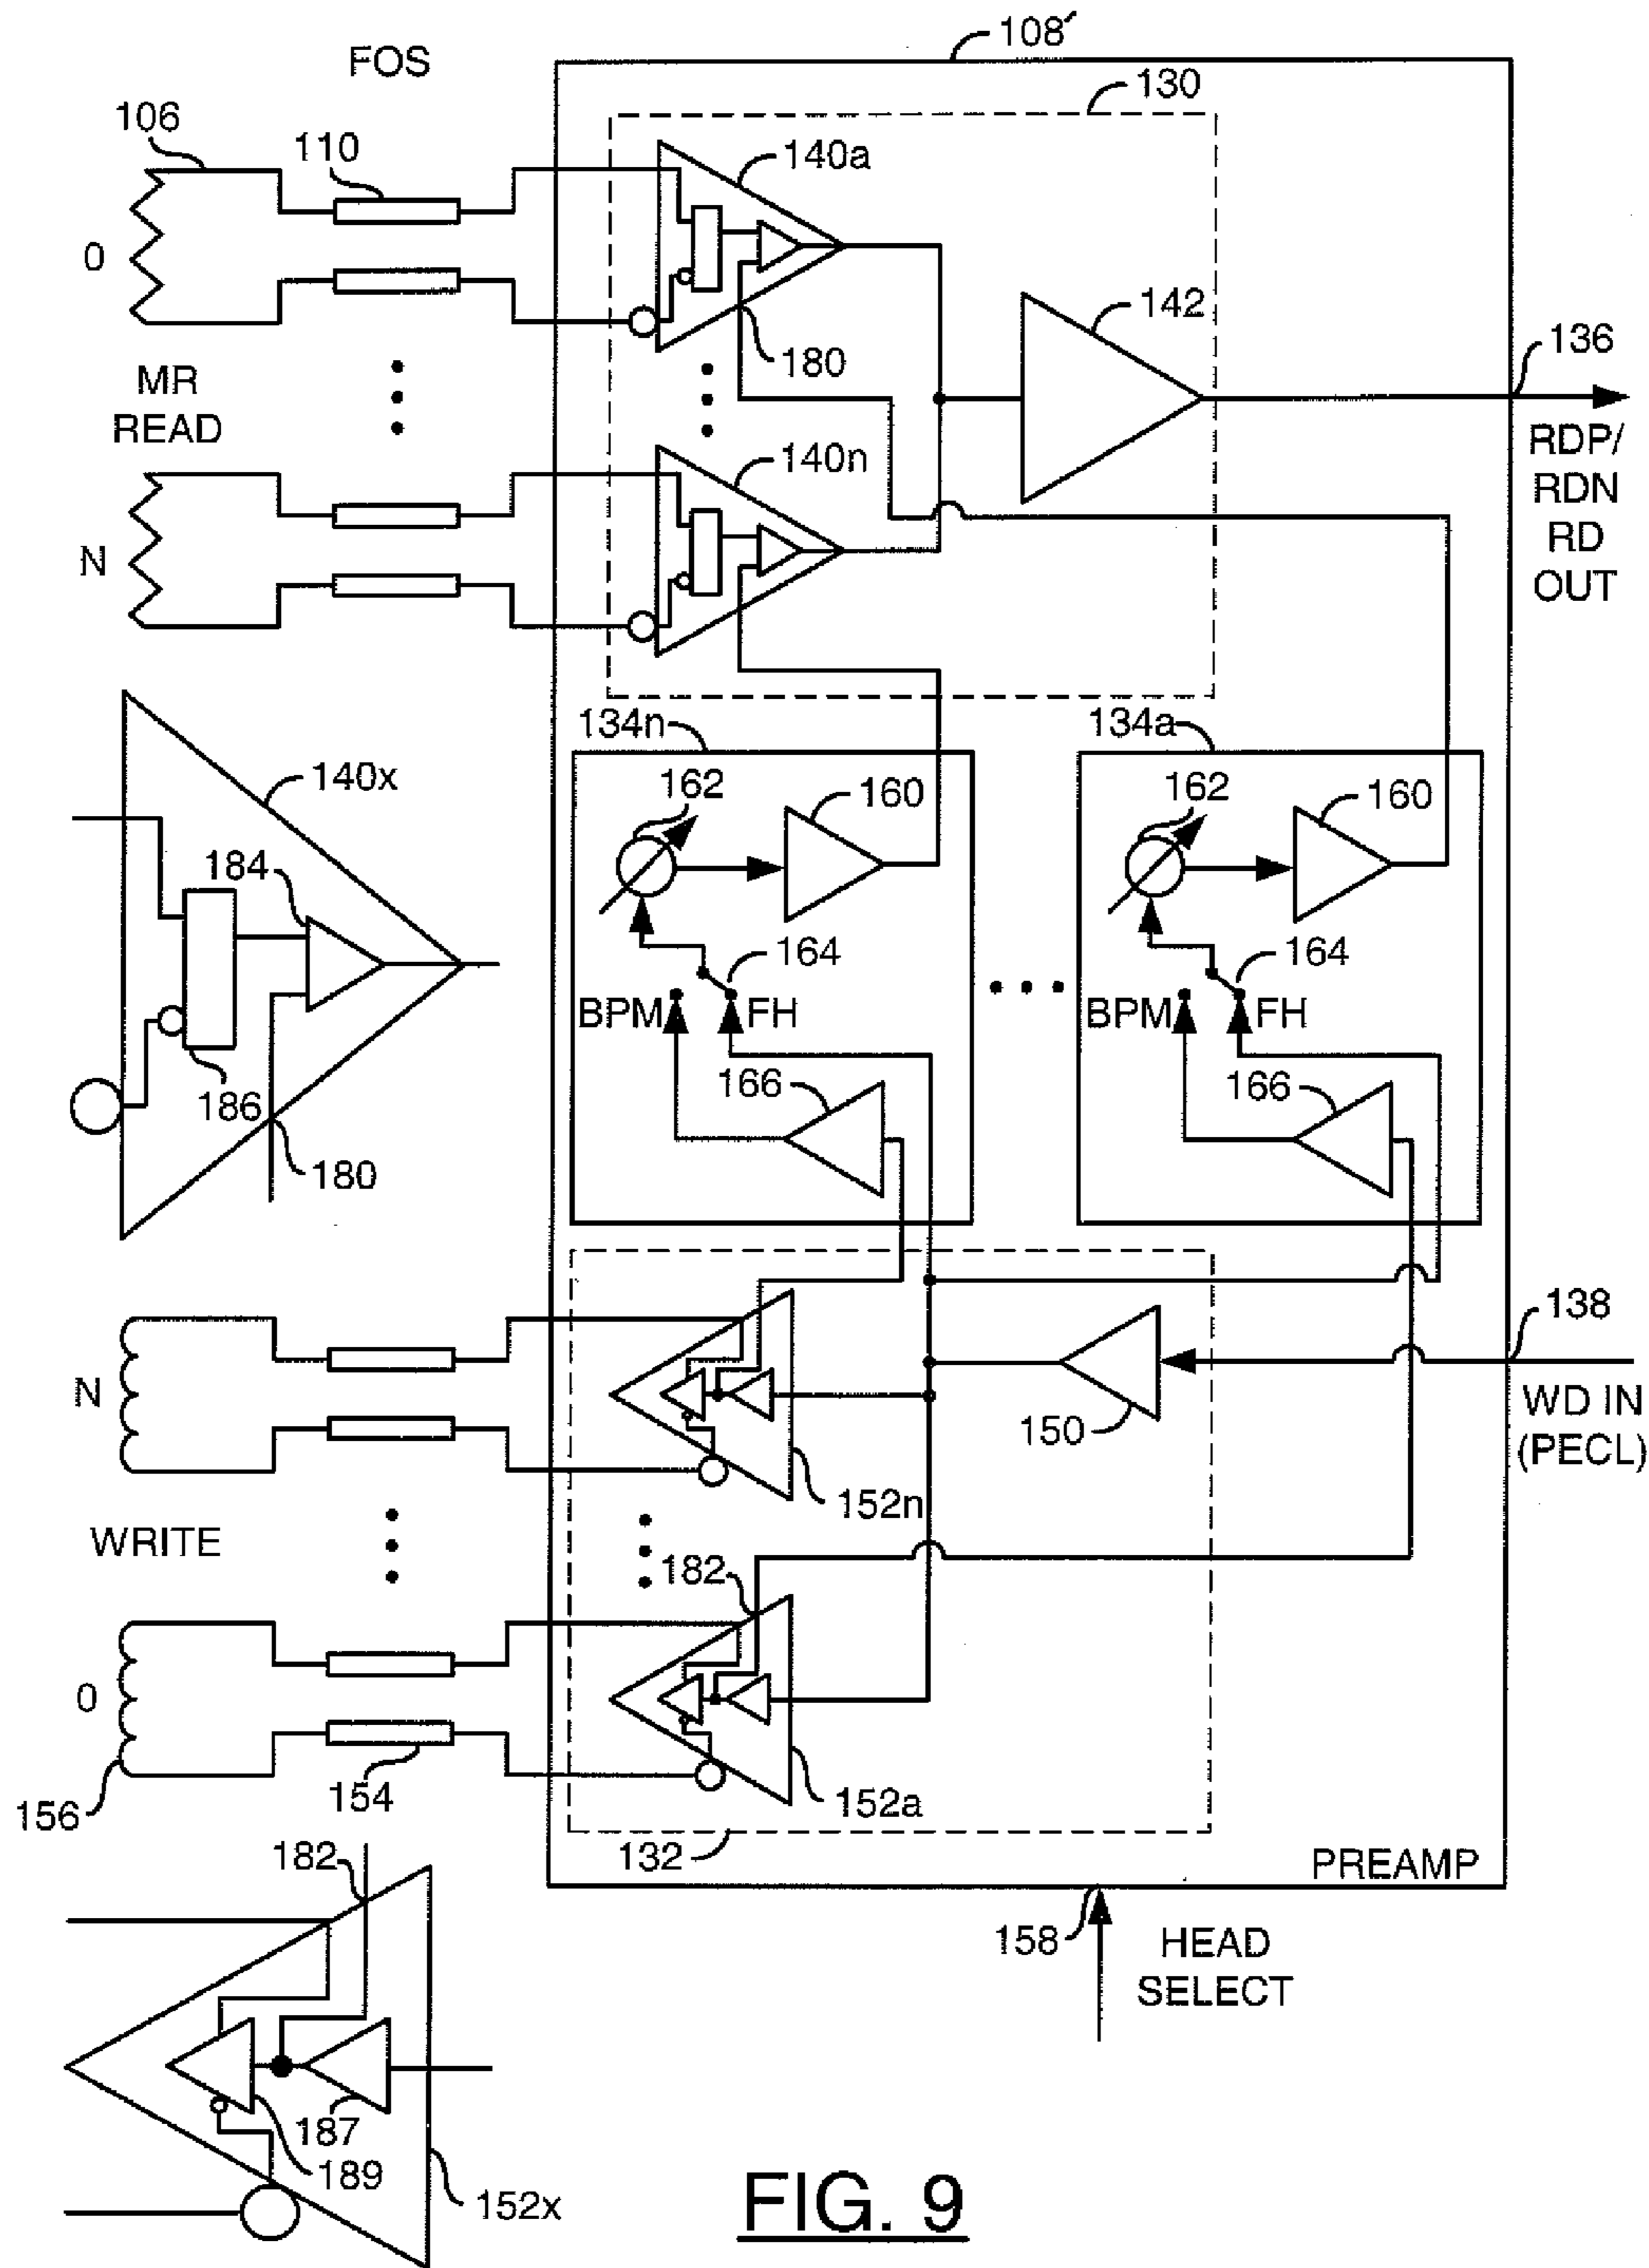 108'
FOS
130
106
110
140a
0
142
180
136
MR
READ
RDP/
RDN
RD
OUT
140n
N
134n
134a
140x
162
160
162
160
184
164
164
BPM
FH
BPM
FH
186
166
166
180
138
N
150
WD IN
(PECL)
152n
WRITE
182
0
154
152a
156
132
PREAMP
182
158
HEAD
SELECT
187
189
152x
FIG. 9